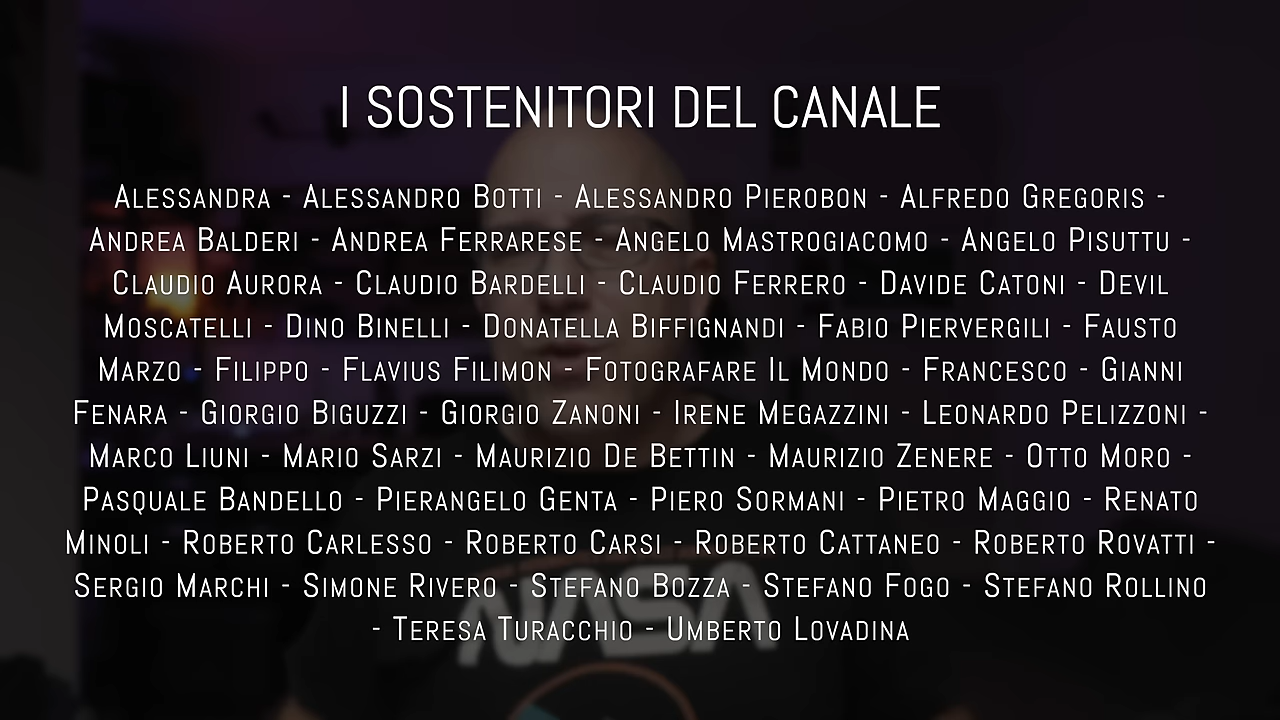 I SOSTENITORI DEL CANALE
ALESSANDRA - ALESSANDRO BOTTI - ALESSANDRO PIEROBON - ALFREDO GREGORIS -
ANDREA BALDERI - ANDREA FERRARESE - ANGELO MASTROGIACOMO - ANGELO PISUTTU -
CLAUDIO AURORA - CLAUDIO BARDELLI - CLAUDIO FERRERO - DAVIDE CATONI - DEVIL
MOSCATELLI - DINO BINELLI - DONATELLA BIFFIGNANDI - FABIO PIERVERGILI - FAUSTO
MARZO - FILIPPO - FLAVIUS FILIMON - FOTOGRAFARE IL MONDO - FRANCESCO - GIANNI
FENARA - GIORGIO BIGUZZI - GIORGIO ZANONI - IRENE MEGAZZINI - LEONARDO PELIZZONI -
MARCO LIUNI - MARIO SARZI - MAURIZIO DE BETTIN - MAURIZIO ZENERE - OTTO MORO -
PASQUALE BANDELLO - PIERANGELO GENTA - PIERO SORMANI - PIETRO MAGGIO - RENATO
MINOLI - ROBERTO CARLESSO - ROBERTO CARSI - ROBERTO CATTANEO - ROBERTO ROVATTI -
SERGIO MARCHI - SIMONE RIVERO - STEFANO BOZZA - STEFANO FOGO - STEFANO ROLLINO
- TERESA TURACCHIO - UMBERTO LOVADINA
NASA